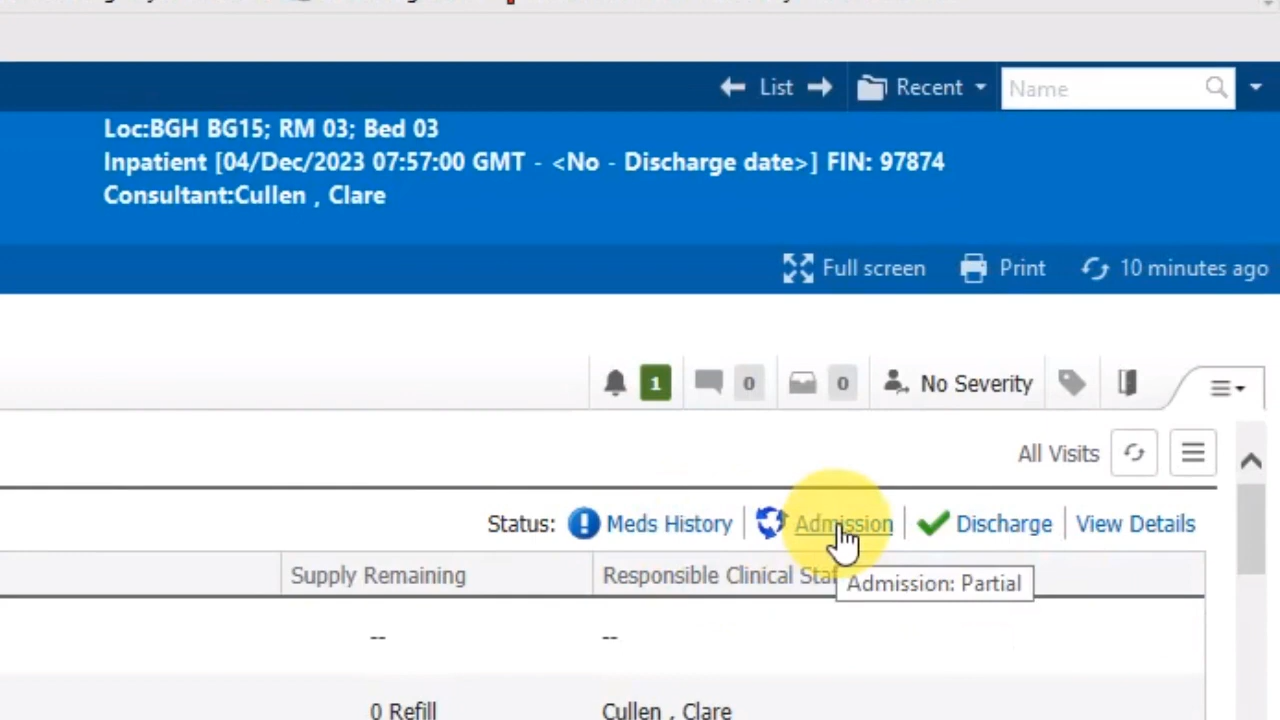 List Recent Name
Loc:BGH BG15; RM 03; Bed 03
Inpatient [04/Dec/2023 07:57:00 GMT - <No - Discharge date>] FIN: 97874
Consultant:Cullen , Clare
Full screen Print 10 minutes ago
1 0 0 No Severity
All Visits
Status: Meds History Admission Discharge View Details
Supply Remaining Responsible Clinical
Admission: Partial
-- --
0 Refill Cullen , Clare